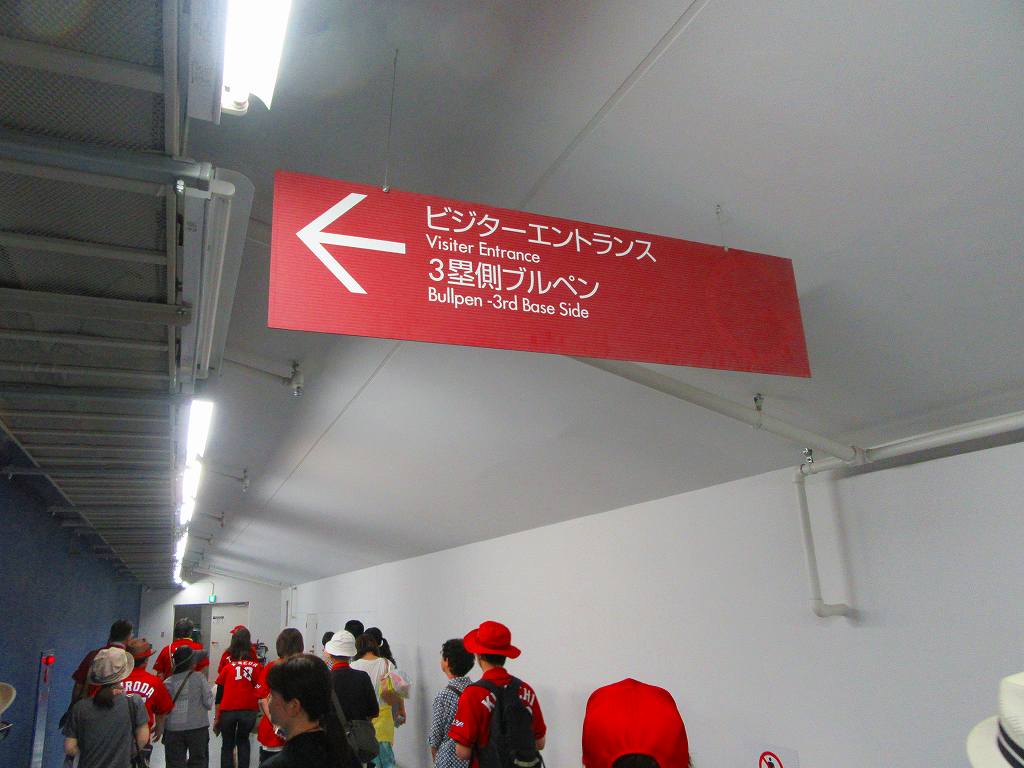 ビジターエントランス
Visiter Entrance
3塁側ブルペン
Bullpen -3rd Base Side
18